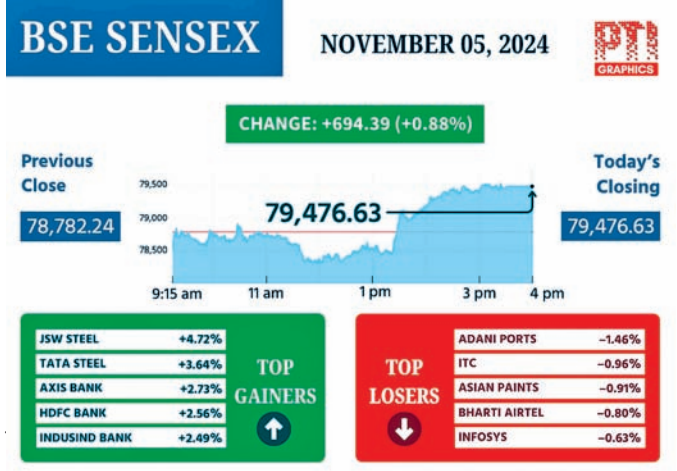 BSE SENSEX
NOVEMBER 05, 2024
PTI
GRAPHICS
CHANGE: +694.39 (+0.88%)
Previous
Close
78,782.24
Today's
Closing
79,476.63
79,500
79,000
78,500
79,476.63
9:15 am 11 am 1 pm 3 pm 4 pm
JSW STEEL +4.72%
TATA STEEL +3.64%
AXIS BANK +2.73%
HDFC BANK +2.56%
INDUSIND BANK +2.49%
TOP
GAINERS
TOP
LOSERS
ADANI PORTS –1.46%
ITC –0.96%
ASIAN PAINTS –0.91%
BHARTI AIRTEL –0.80%
INFOSYS –0.63%